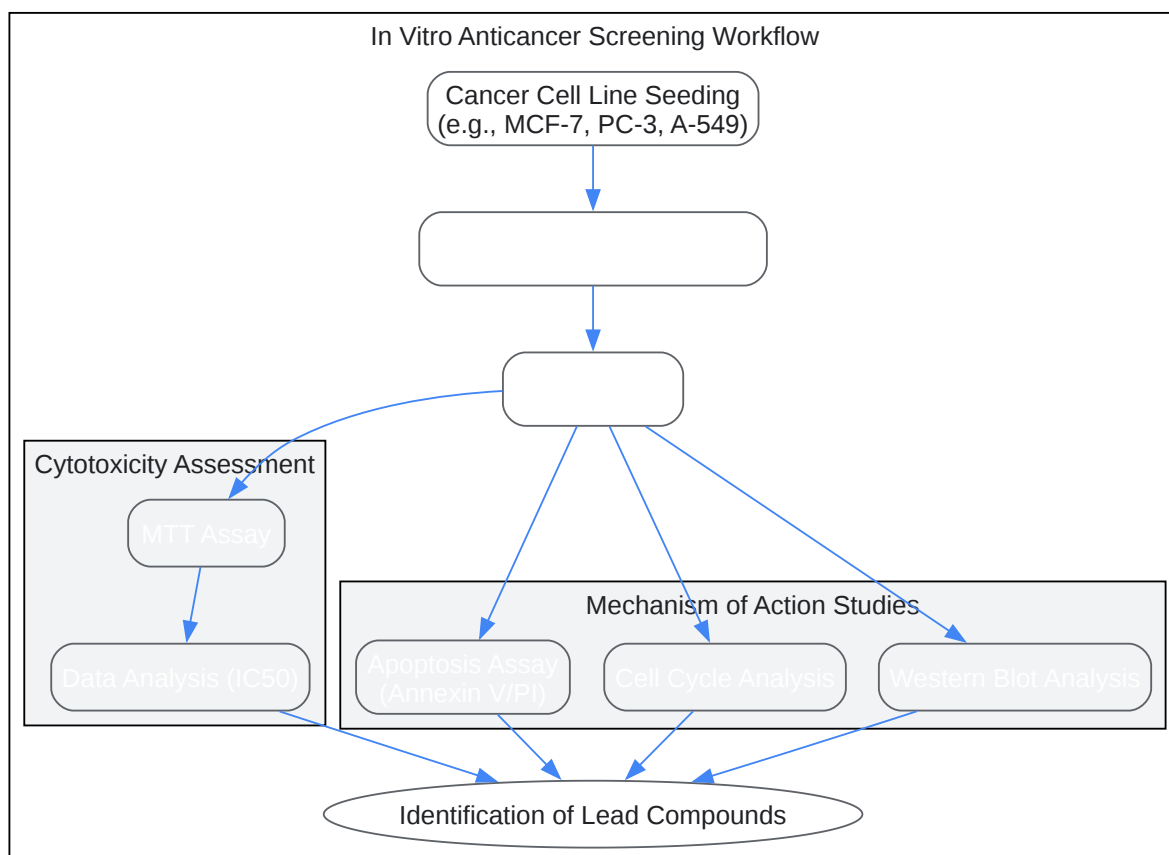 In Vitro Anticancer Screening Workflow
Cancer Cell Line Seeding
(e.g., MCF-7, PC-3, A-549)
Cytotoxicity Assessment
MTT Assay
Data Analysis (IC50)
Mechanism of Action Studies
Apoptosis Assay
(Annexin V/PI)
Cell Cycle Analysis
Western Blot Analysis
Identification of Lead Compounds